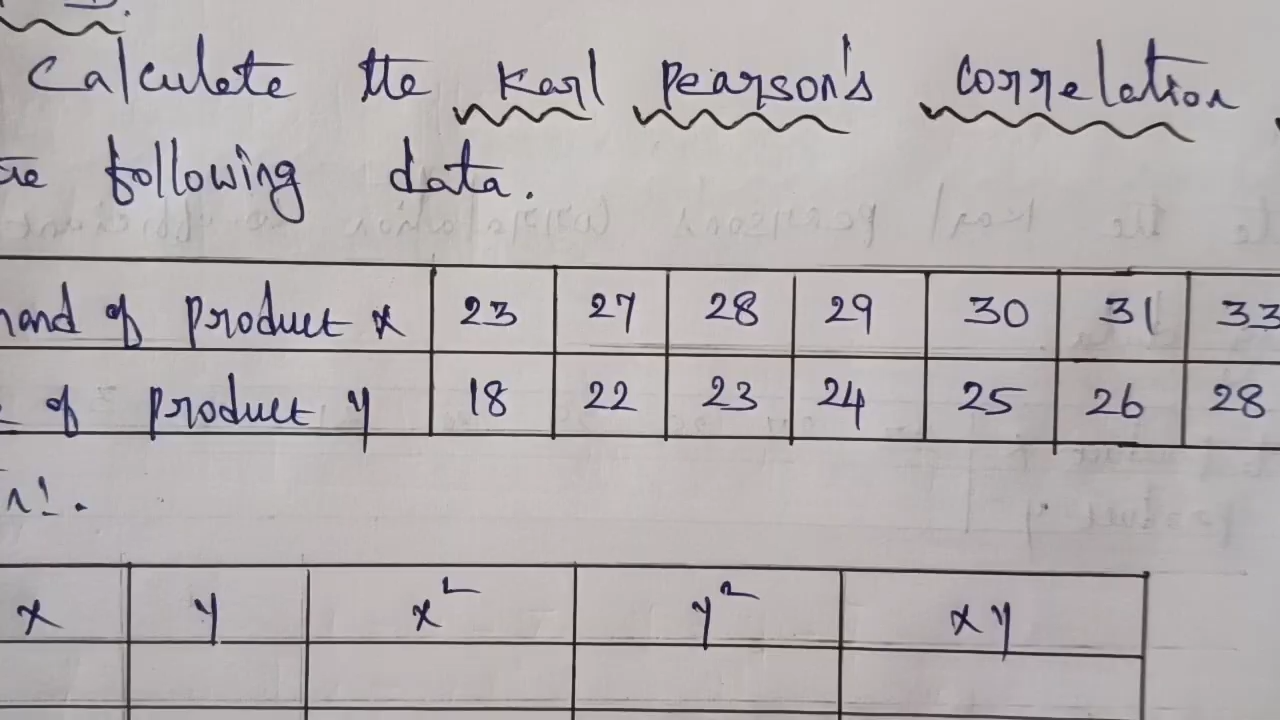 Calculate the Karl Pearson's correlation
following data.
of product x 23 27 28 29 30 31 33
of product y 18 22 23 24 25 26 28
x y x² y² xy